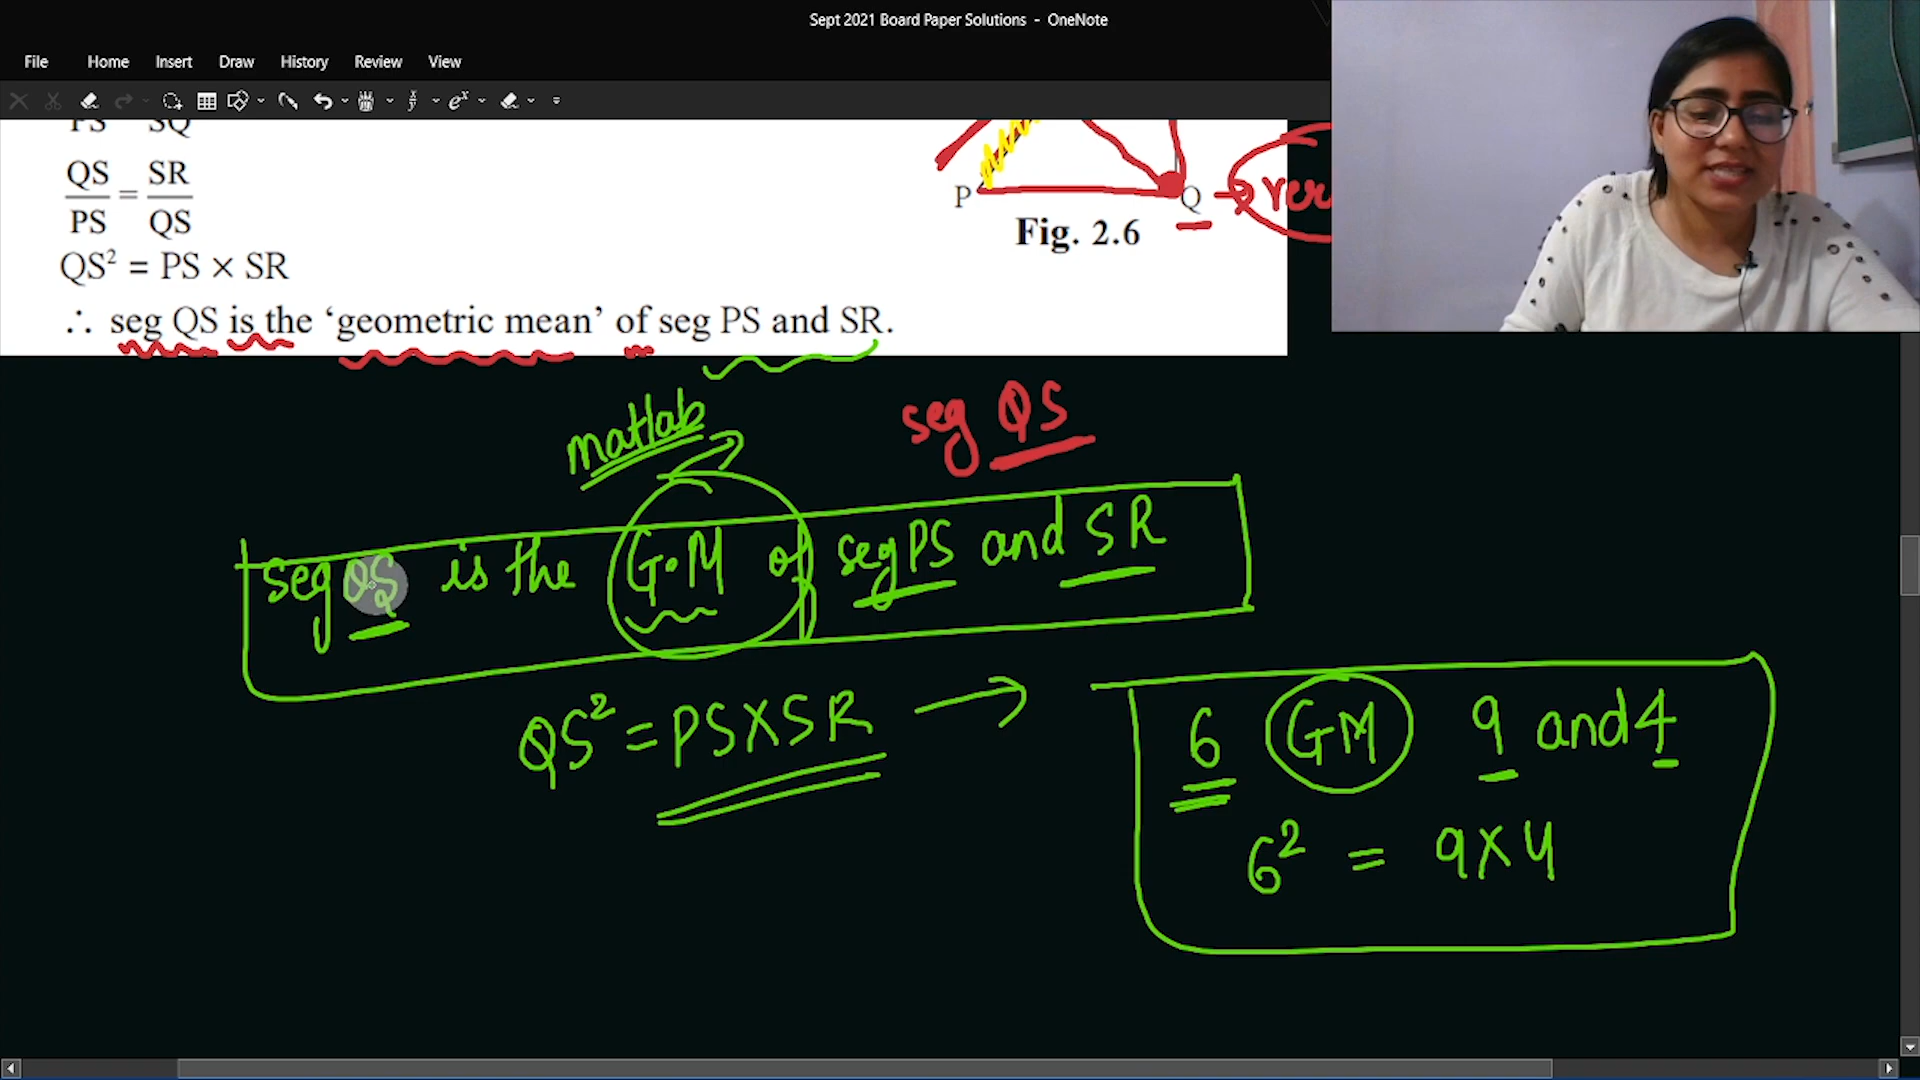 Sept 2021 Board Paper Solutions - OneNote
File Home Insert Draw History Review View
PS SQ
QS/PS = SR/QS
QS² = PS × SR
∴ seg QS is the ‘geometric mean’ of seg PS and SR.
P Q → ver
Fig. 2.6
matlab
seg QS
seg QS is the G.M of seg PS and SR
QS² = PS X SR →
6 GM 9 and 4
6² = 9 X 4